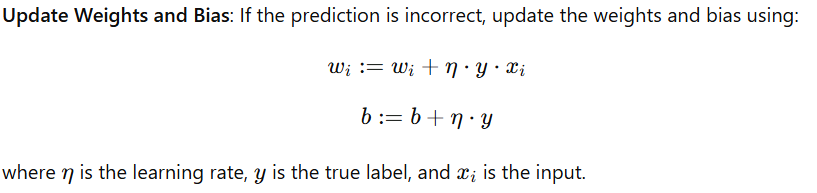 Update Weights and Bias: If the prediction is incorrect, update the weights and bias using:
wᵢ := wᵢ + η · y · xᵢ
b := b + η · y
where η is the learning rate, y is the true label, and xᵢ is the input.